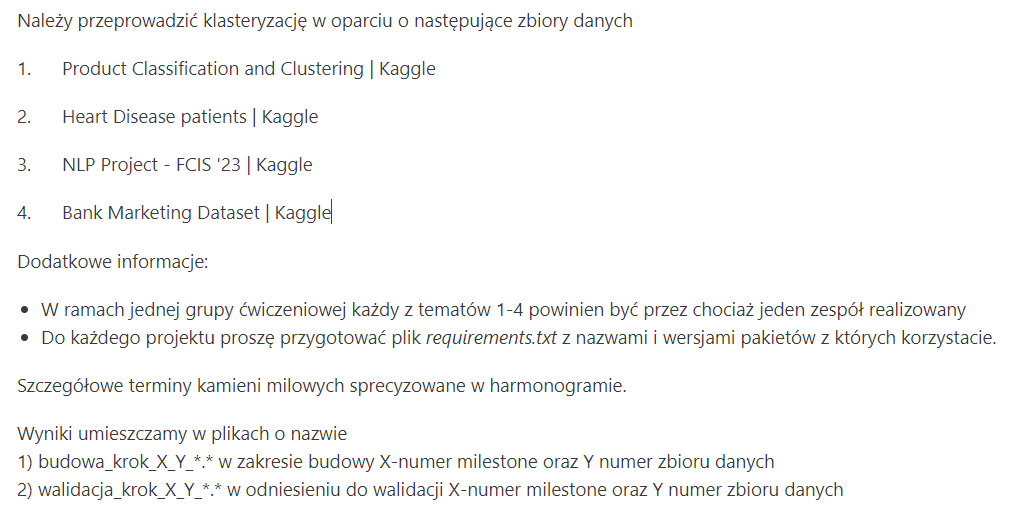 Należy przeprowadzić klasteryzację w oparciu o następujące zbiory danych
1. Product Classification and Clustering | Kaggle
2. Heart Disease patients | Kaggle
3. NLP Project - FCIS '23 | Kaggle
4. Bank Marketing Dataset | Kaggle
Dodatkowe informacje:
• W ramach jednej grupy ćwiczeniowej każdy z tematów 1-4 powinien być przez chociaż jeden zespół realizowany
• Do każdego projektu proszę przygotować plik requirements.txt z nazwami i wersjami pakietów z których korzystacie.
Szczegółowe terminy kamieni milowych sprecyzowane w harmonogramie.
Wyniki umieszczamy w plikach o nazwie
1) budowa_krok_X_Y_*.* w zakresie budowy X-numer milestone oraz Y numer zbioru danych
2) walidacja_krok_X_Y_*.* w odniesieniu do walidacji X-numer milestone oraz Y numer zbioru danych